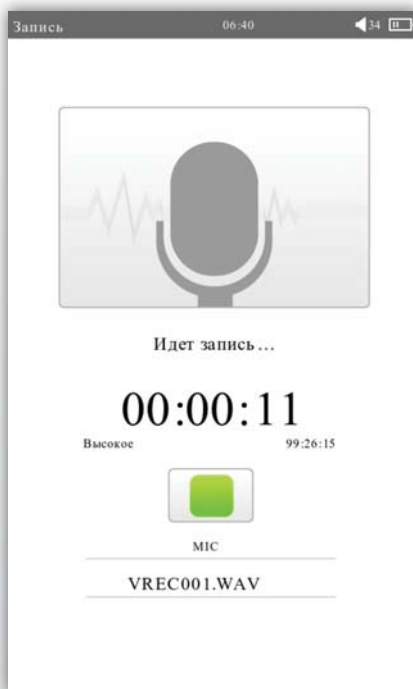 Запись 06:40 34
Идет запись...
00:00:11
Высокое 99:26:15
MIC
VREC001.WAV